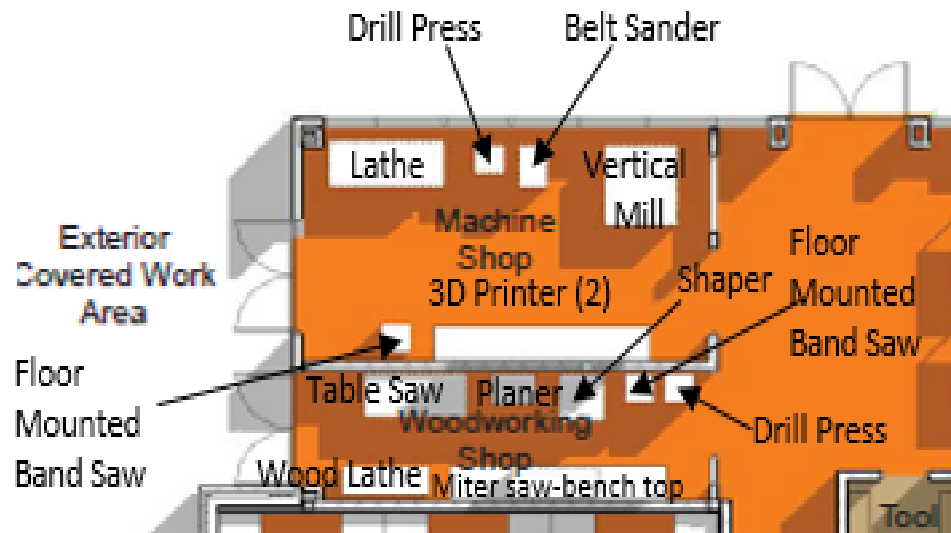 Drill Press
Belt Sander
Lathe
Vertical
Mill
Machine
Shop
Exterior
Covered Work
Area
3D Printer (2)
Shaper
Floor
Mounted
Band Saw
Floor
Mounted
Band Saw
Table Saw
Planer
Woodworking
Shop
Drill Press
Wood Lathe
Miter saw-bench top
Tool